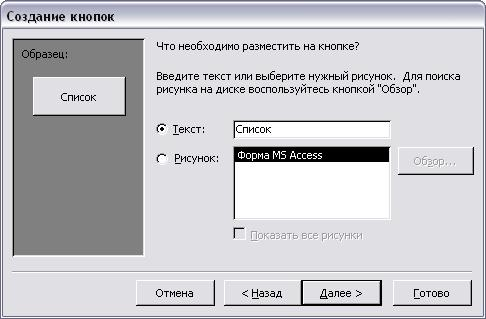 Создание кнопок
Образец:
Список
Что необходимо разместить на кнопке?
Введите текст или выберите нужный рисунок. Для поиска
рисунка на диске воспользуйтесь кнопкой "Обзор".
Текст:
Список
Рисунок:
Форма MS Access
Обзор...
Показать все рисунки
Отмена
< Назад
Далее >
Готово